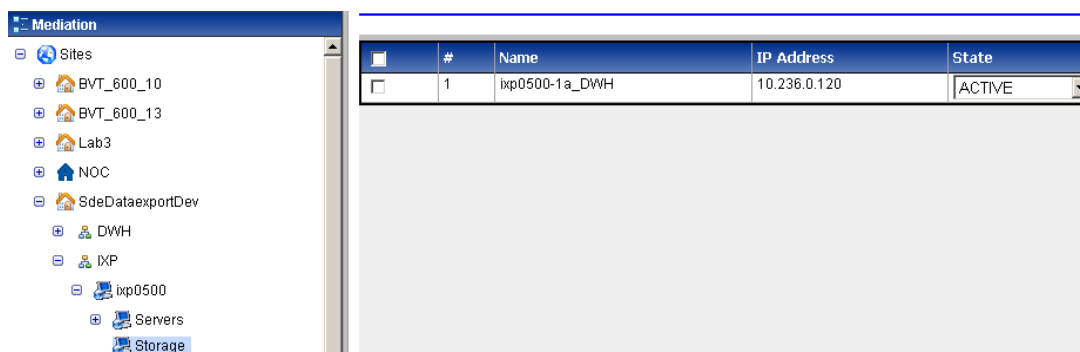 Mediation
Sites
BVT_600_10
BVT_600_13
Lab3
NOC
SdeDataexportDev
DWH
IXP
ixp0500
Servers
Storage
# Name IP Address State
1 ixp0500-1a_DWH 10.236.0.120 ACTIVE